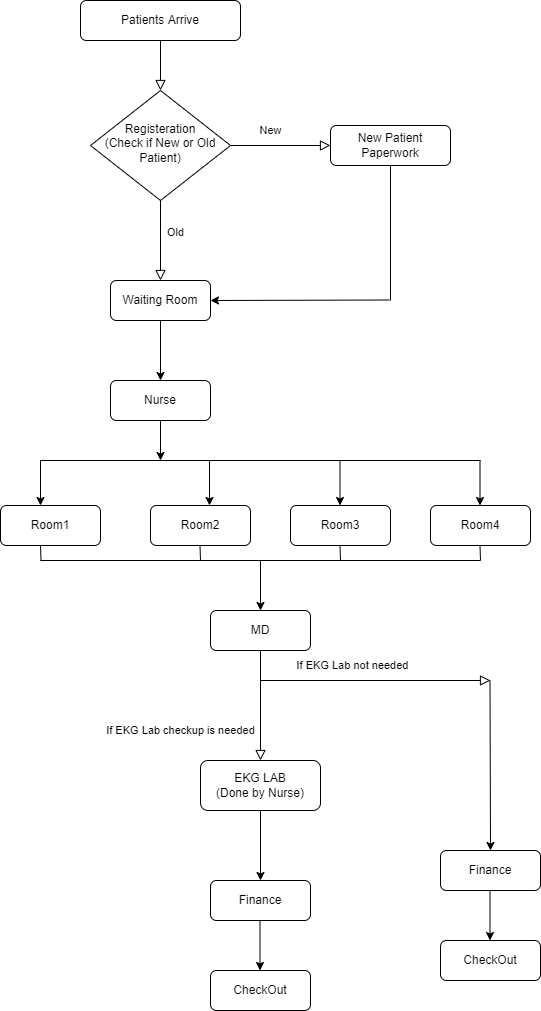 Patients Arrive
Registeration
(Check if New or Old
Patient)
New
New Patient
Paperwork
Old
Waiting Room
Nurse
Room1
Room2
Room3
Room4
MD
If EKG Lab not needed
If EKG Lab checkup is needed
EKG LAB
(Done by Nurse)
Finance
Finance
CheckOut
CheckOut